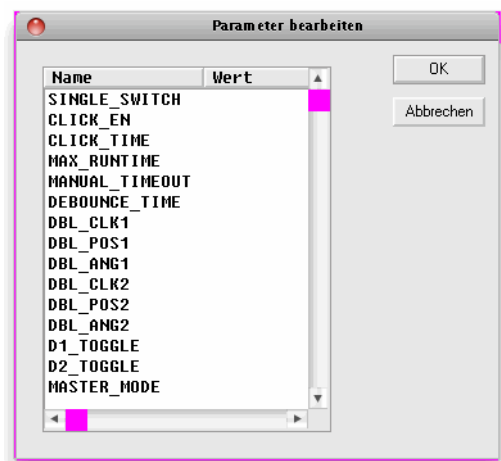 Parameter bearbeiten
OK
Name Wert
Abbrechen
SINGLE_SWITCH
CLICK_EN
CLICK_TIME
MAX_RUNTIME
MANUAL_TIMEOUT
DEBOUNCE_TIME
DBL_CLK1
DBL_POS1
DBL_ANG1
DBL_CLK2
DBL_POS2
DBL_ANG2
D1_TOGGLE
D2_TOGGLE
MASTER_MODE